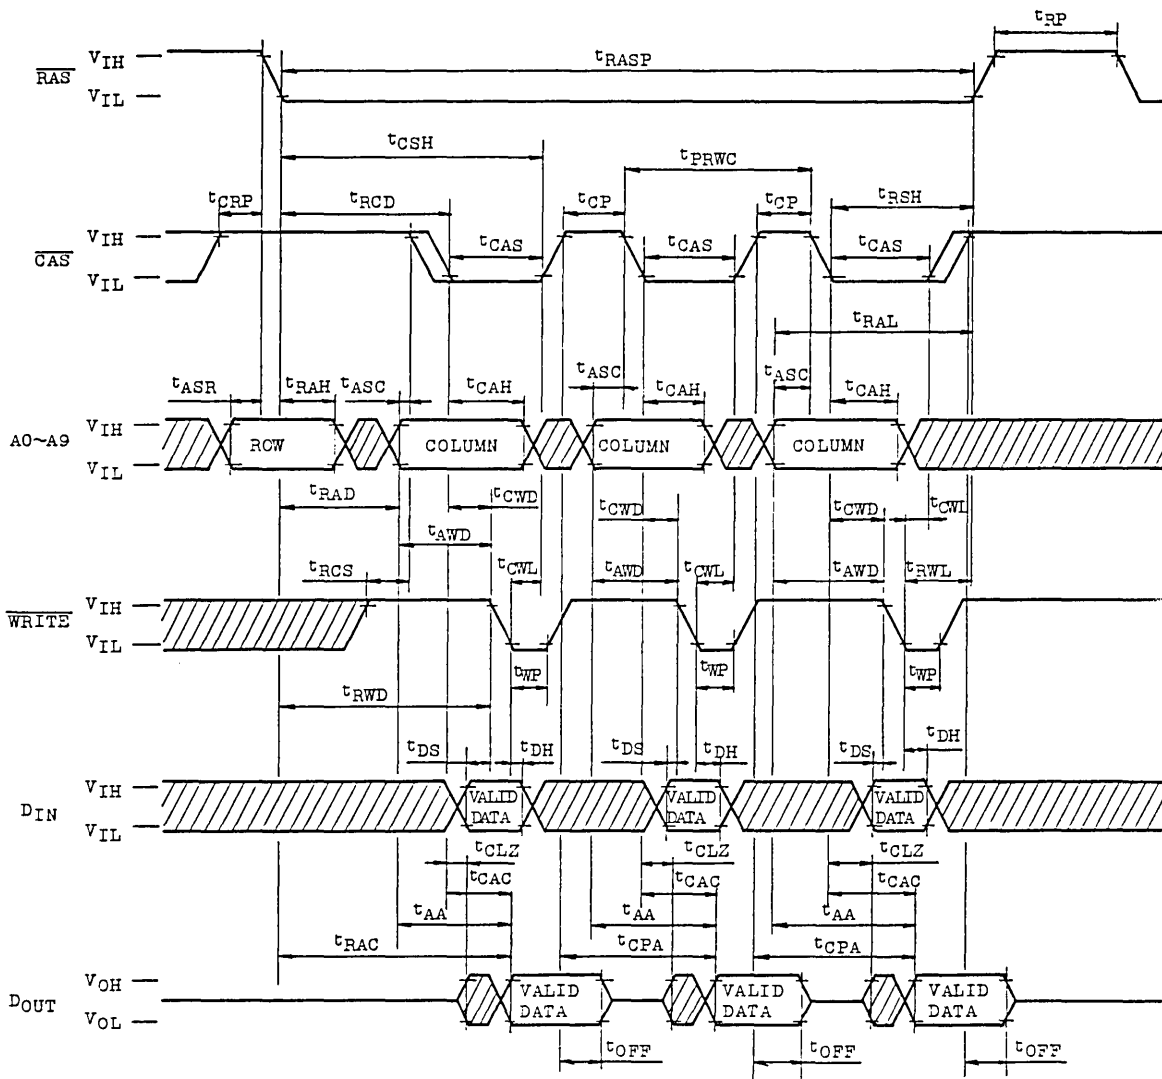 tRP
VIH
RAS
tRASP
VIL
tCSH
tPRWC
tCRP
tRCD
tCP
tCP
tRSH
VIH
CAS
tCAS
tCAS
tCAS
VIL
tRAL
tASR
tRAH
tASC
tCAH
tASC
tCAH
tASC
tCAH
VIH
A0~A9
ROW
COLUMN
COLUMN
COLUMN
VIL
tRAD
tCWD
tCWD
tCWD
tCWL
tAWD
tRCS
tCWL
tAWD
tCWL
tAWD
tRWL
VIH
WRITE
VIL
tWP
tWP
tWP
tRWD
tDS
tDH
tDS
tDH
tDS
tDH
VIH
DIN
VALID DATA
VALID DATA
VALID DATA
VIL
tCLZ
tCLZ
tCLZ
tCAC
tCAC
tCAC
tAA
tAA
tAA
tRAC
tCPA
tCPA
VOH
DOUT
VALID DATA
VALID DATA
VALID DATA
VOL
tOFF
tOFF
tOFF